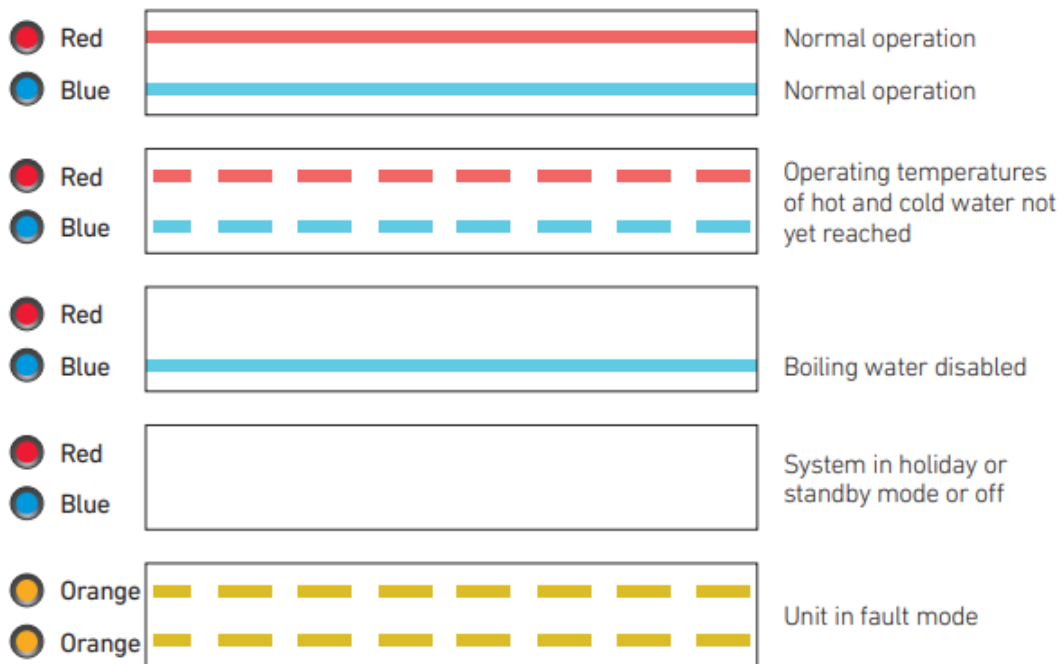 Red
Normal operation
Blue
Normal operation
Red
Operating temperatures
of hot and cold water not
yet reached
Blue
Red
Blue
Boiling water disabled
Red
System in holiday or
standby mode or off
Blue
Orange
Unit in fault mode
Orange